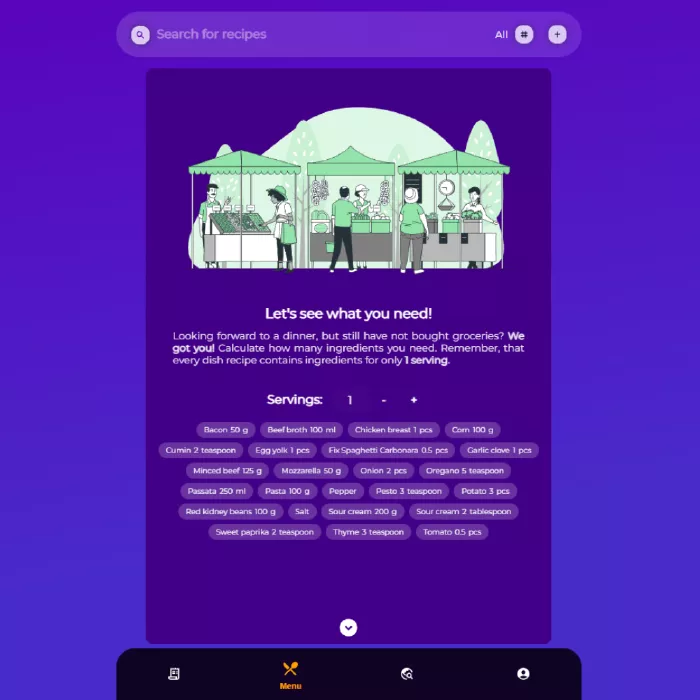 Search for recipes
All
#
+
Let's see what you need!
Looking forward to a dinner, but still have not bought groceries? We
got you! Calculate how many ingredients you need. Remember, that
every dish recipe contains ingredients for only 1 serving.
Servings: 1 - +
Bacon 50 g Beef broth 100 ml Chicken breast 1 pcs Corn 100 g
Cumin 2 teaspoon Egg yolk 1 pcs Fix Spaghetti Carbonara 0.5 pcs Garlic clove 1 pcs
Minced beef 125 g Mozzarella 50 g Onion 2 pcs Oregano 5 teaspoon
Passata 250 ml Pasta 100 g Pepper Pesto 3 teaspoon Potato 3 pcs
Red kidney beans 100 g Salt Sour cream 200 g Sour cream 2 tablespoon
Sweet paprika 2 teaspoon Thyme 3 teaspoon Tomato 0.5 pcs
Menu